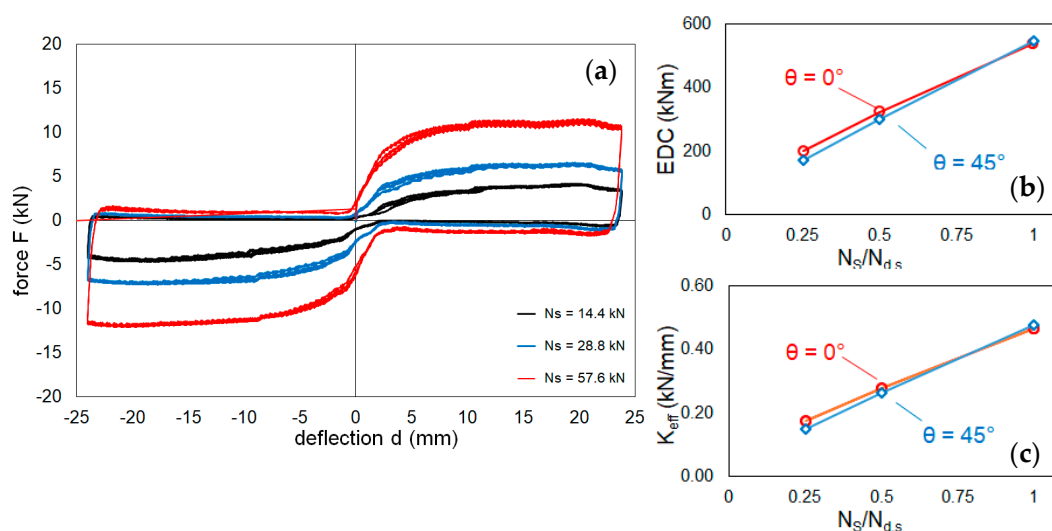 (a)
force F (kN)
20
15
10
5
0
-5
-10
-15
-20
-25 -20 -15 -10 -5 0 5 10 15 20 25
deflection d (mm)
Ns = 14.4 kN
Ns = 28.8 kN
Ns = 57.6 kN
(b)
EDC (kNm)
600
400
200
0
θ = 0°
θ = 45°
0 0.25 0.5 0.75 1
NS/Nd,s
(c)
Keff (kN/mm)
0.60
0.40
0.20
0.00
θ = 0°
θ = 45°
0 0.25 0.5 0.75 1
NS/Nd,s